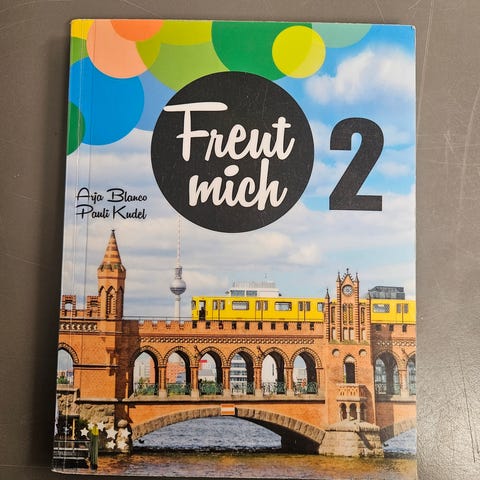 Freut
mich
2
Arja Blanco
Pauli Kudel